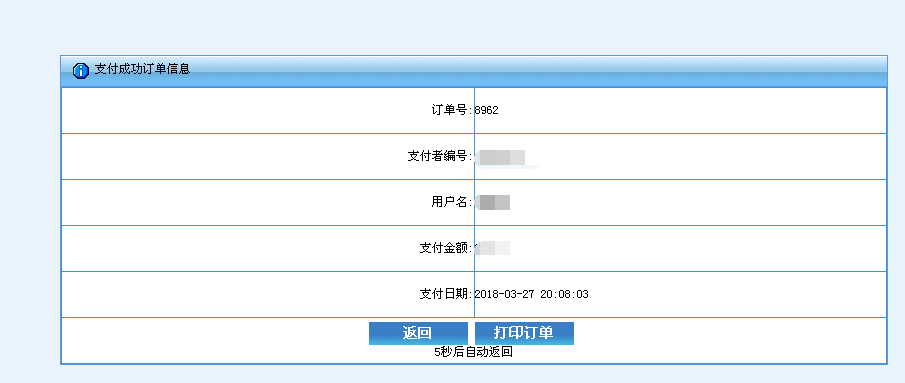 支付成功订单信息
订单号:8962
支付者编号:
用户名:
支付金额:
支付日期:2018-03-27 20:08:03
返回 打印订单
5秒后自动返回